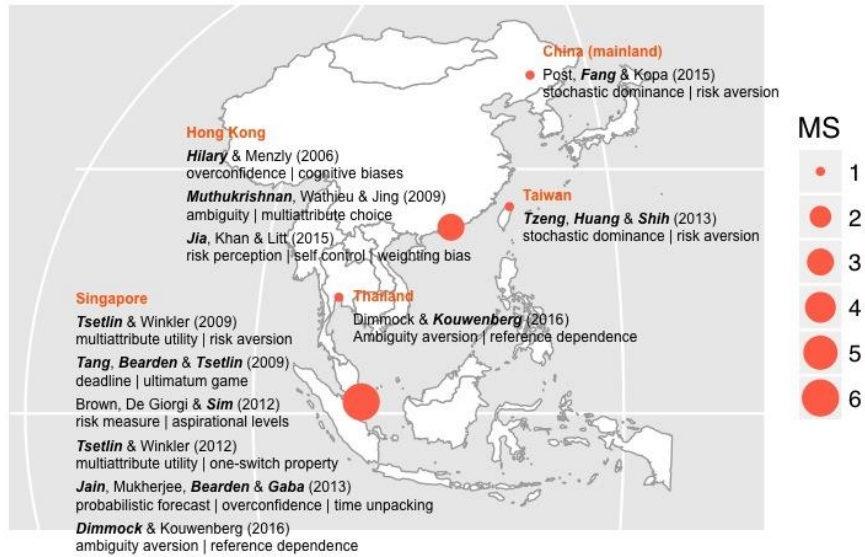 China (mainland)
Post, Fang & Kopa (2015)
stochastic dominance | risk aversion
Hong Kong
Hilary & Menzly (2006)
overconfidence | cognitive biases
Muthukrishnan, Wathieu & Jing (2009)
ambiguity | multiattribute choice
Jia, Khan & Litt (2015)
risk perception | self control | weighting bias
Taiwan
Tzeng, Huang & Shih (2013)
stochastic dominance | risk aversion
Thailand
Dimmock & Kouwenberg (2016)
Ambiguity aversion | reference dependence
Singapore
Tsetlin & Winkler (2009)
multiattribute utility | risk aversion
Tang, Bearden & Tsetlin (2009)
deadline | ultimatum game
Brown, De Giorgi & Sim (2012)
risk measure | aspirational levels
Tsetlin & Winkler (2012)
multiattribute utility | one-switch property
Jain, Mukherjee, Bearden & Gaba (2013)
probabilistic forecast | overconfidence | time unpacking
Dimmock & Kouwenberg (2016)
ambiguity aversion | reference dependence
MS
1
2
3
4
5
6